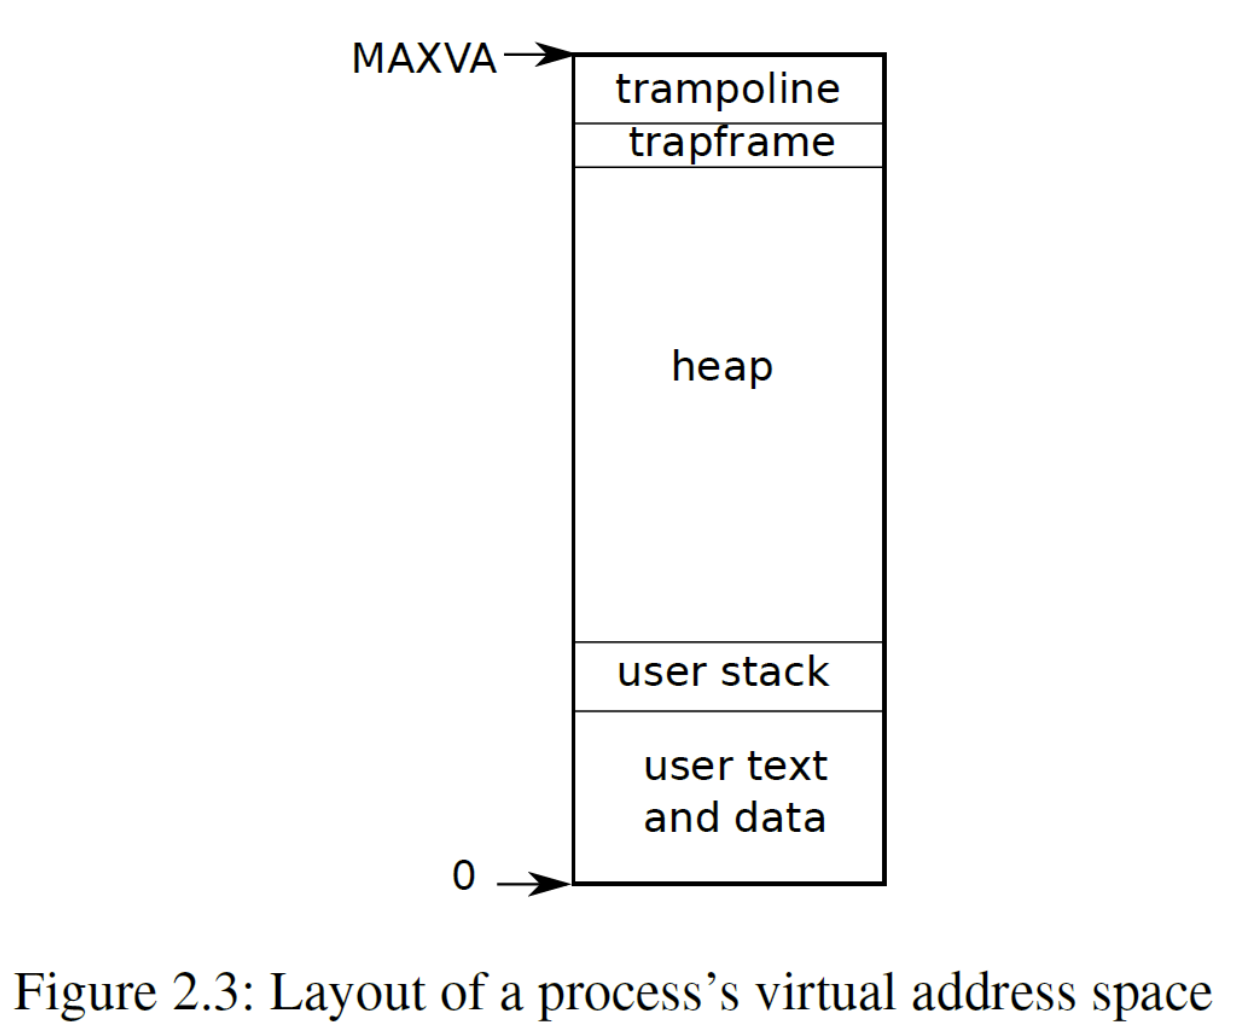 MAXVA
trampoline
trapframe
heap
user stack
user text
and data
0
Figure 2.3: Layout of a process’s virtual address space